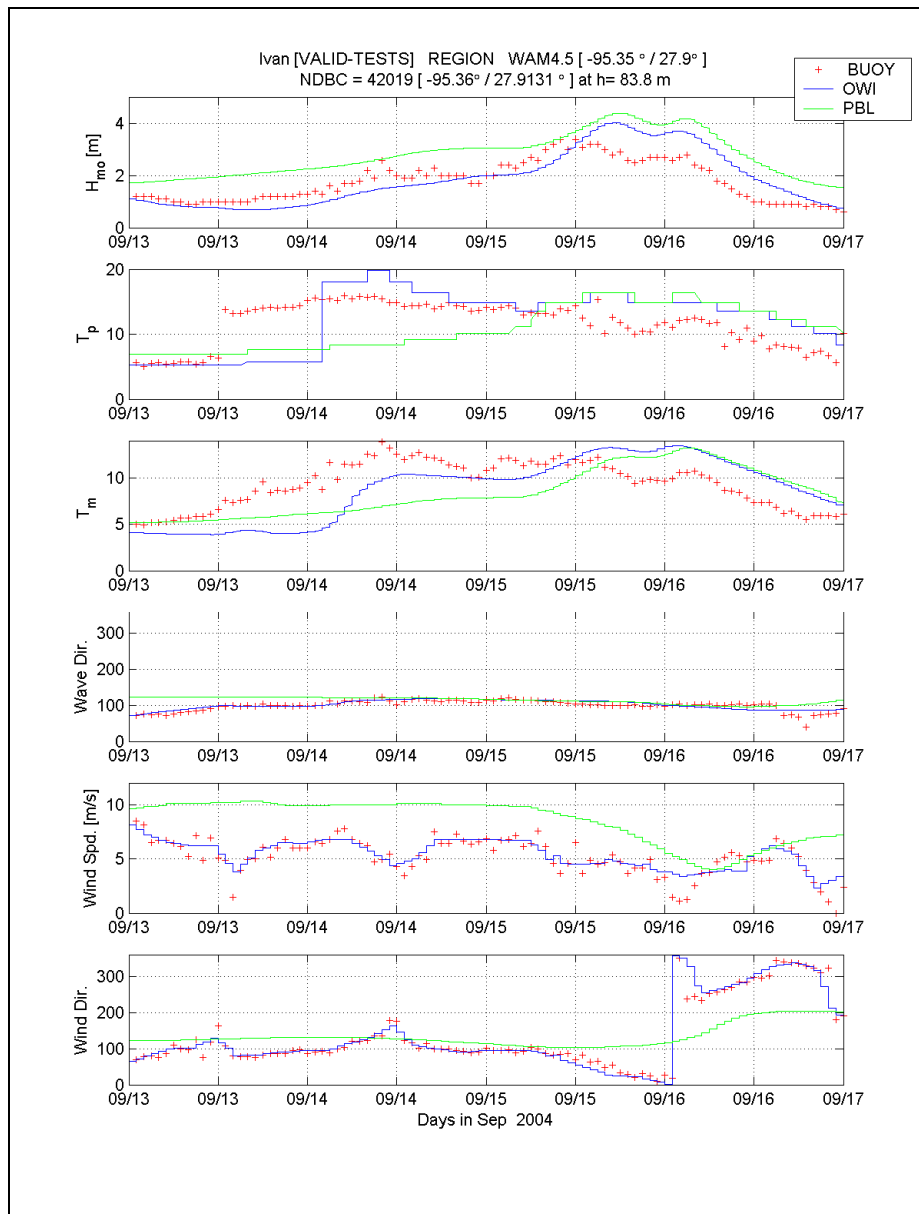 Ivan [VALID-TESTS] REGION WAM4.5 [ -95.35 ° / 27.9° ]
NDBC = 42019 [ -95.36° / 27.9131 ° ] at h= 83.8 m
BUOY
OWI
PBL
H_mo [m]
4
2
0
09/13 09/13 09/14 09/14 09/15 09/15 09/16 09/16 09/17
T_p
20
10
0
09/13 09/13 09/14 09/14 09/15 09/15 09/16 09/16 09/17
T_m
10
5
0
09/13 09/13 09/14 09/14 09/15 09/15 09/16 09/16 09/17
Wave Dir.
300
200
100
0
09/13 09/13 09/14 09/14 09/15 09/15 09/16 09/16 09/17
Wind Spd. [m/s]
10
5
0
09/13 09/13 09/14 09/14 09/15 09/15 09/16 09/16 09/17
Wind Dir.
300
200
100
0
09/13 09/13 09/14 09/14 09/15 09/15 09/16 09/16 09/17
Days in Sep 2004